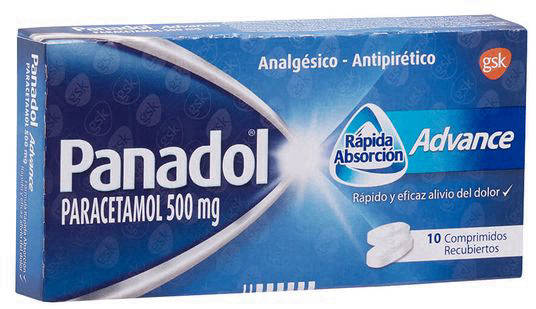 Analgésico - Antipirético
gsk
Panadol®
PARACETAMOL 500 mg
Rápida
Absorción
Advance
Rápido y eficaz alivio del dolor ✓
10 Comprimidos
Recubiertos
Panadol Advance
PARACETAMOL 500 mg